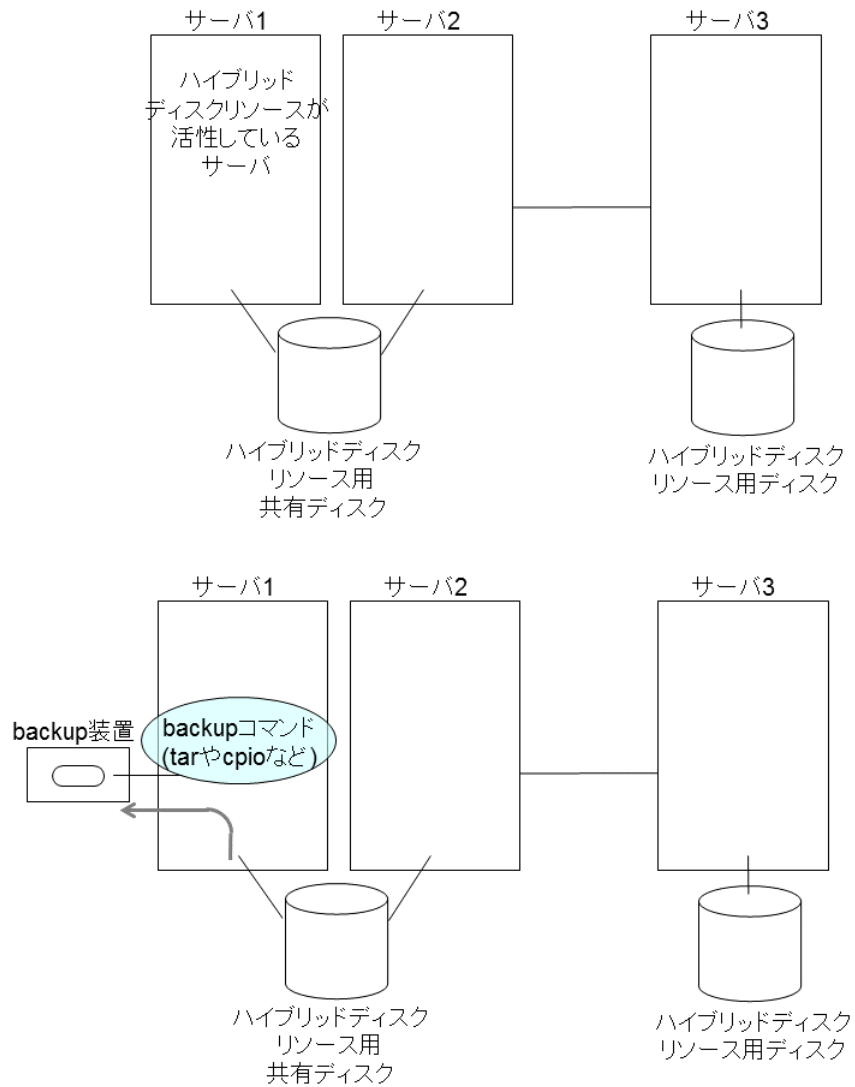 サーバ1
サーバ2
サーバ3
ハイブリッド
ディスクリソースが
活性している
サーバ
ハイブリッドディスク
リソース用
共有ディスク
ハイブリッドディスク
リソース用ディスク
サーバ1
サーバ2
サーバ3
backup装置
backupコマンド
(tarやcpioなど)
ハイブリッドディスク
リソース用
共有ディスク
ハイブリッドディスク
リソース用ディスク